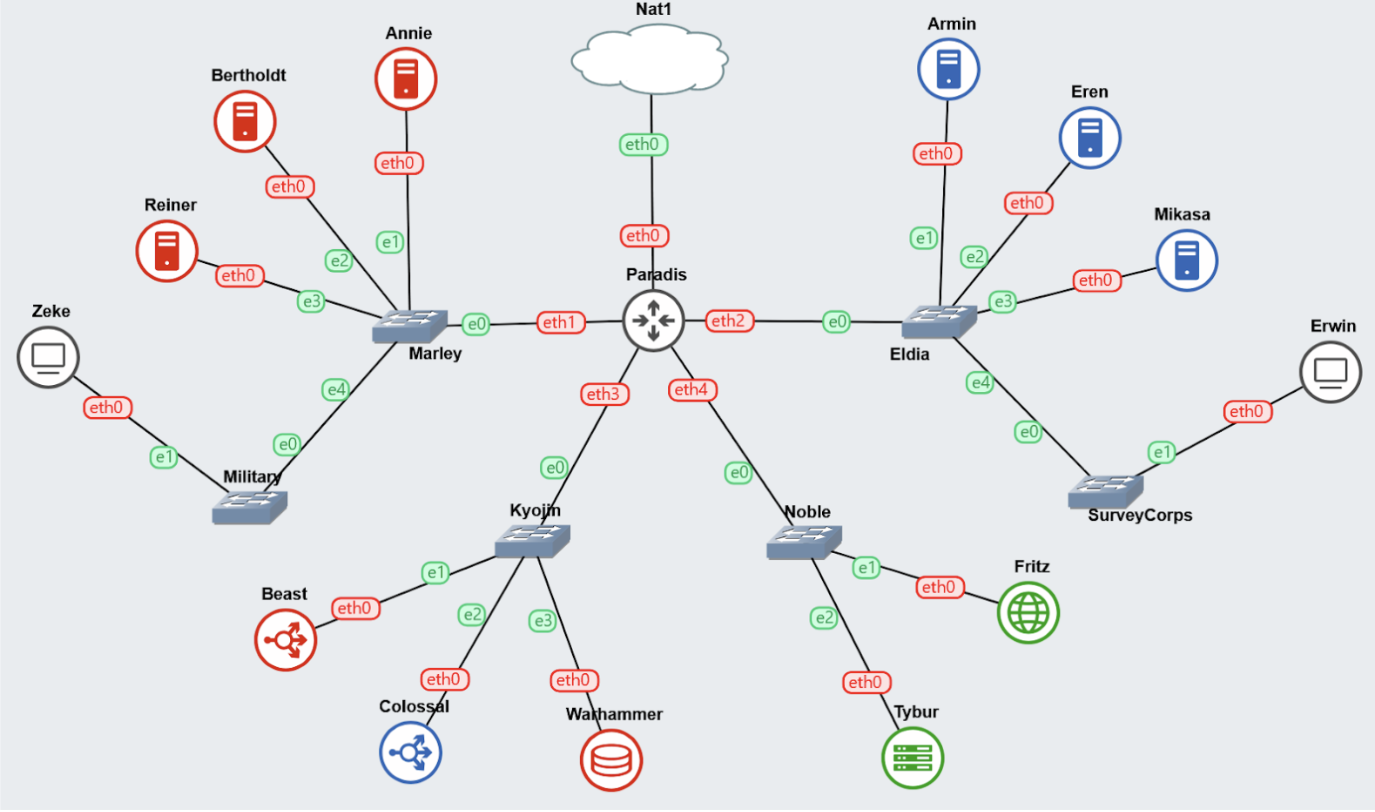 Nat1
Armin
Annie
Bertholdt
Eren
eth0
eth0
eth0
eth0
eth0
Reiner
Mikasa
e1
e1
eth0
e2
e2
eth0
eth0
e3
e3
Paradis
Zeke
Erwin
e0
eth1
eth2
e0
Marley
Eldia
e4
eth3
eth4
e4
eth0
eth0
e0
e0
e1
e1
e0
e0
Military
Kyojin
Noble
SurveyCorps
e1
e1
Fritz
Beast
eth0
eth0
e2
e3
e2
eth0
eth0
eth0
Colossal
Warhammer
Tybur